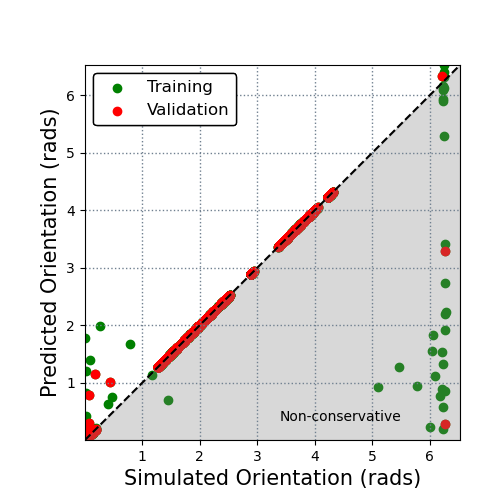 Training
Validation
6
5
4
3
2
1
Predicted Orientation (rads)
Non-conservative
1
2
3
4
5
6
Simulated Orientation (rads)